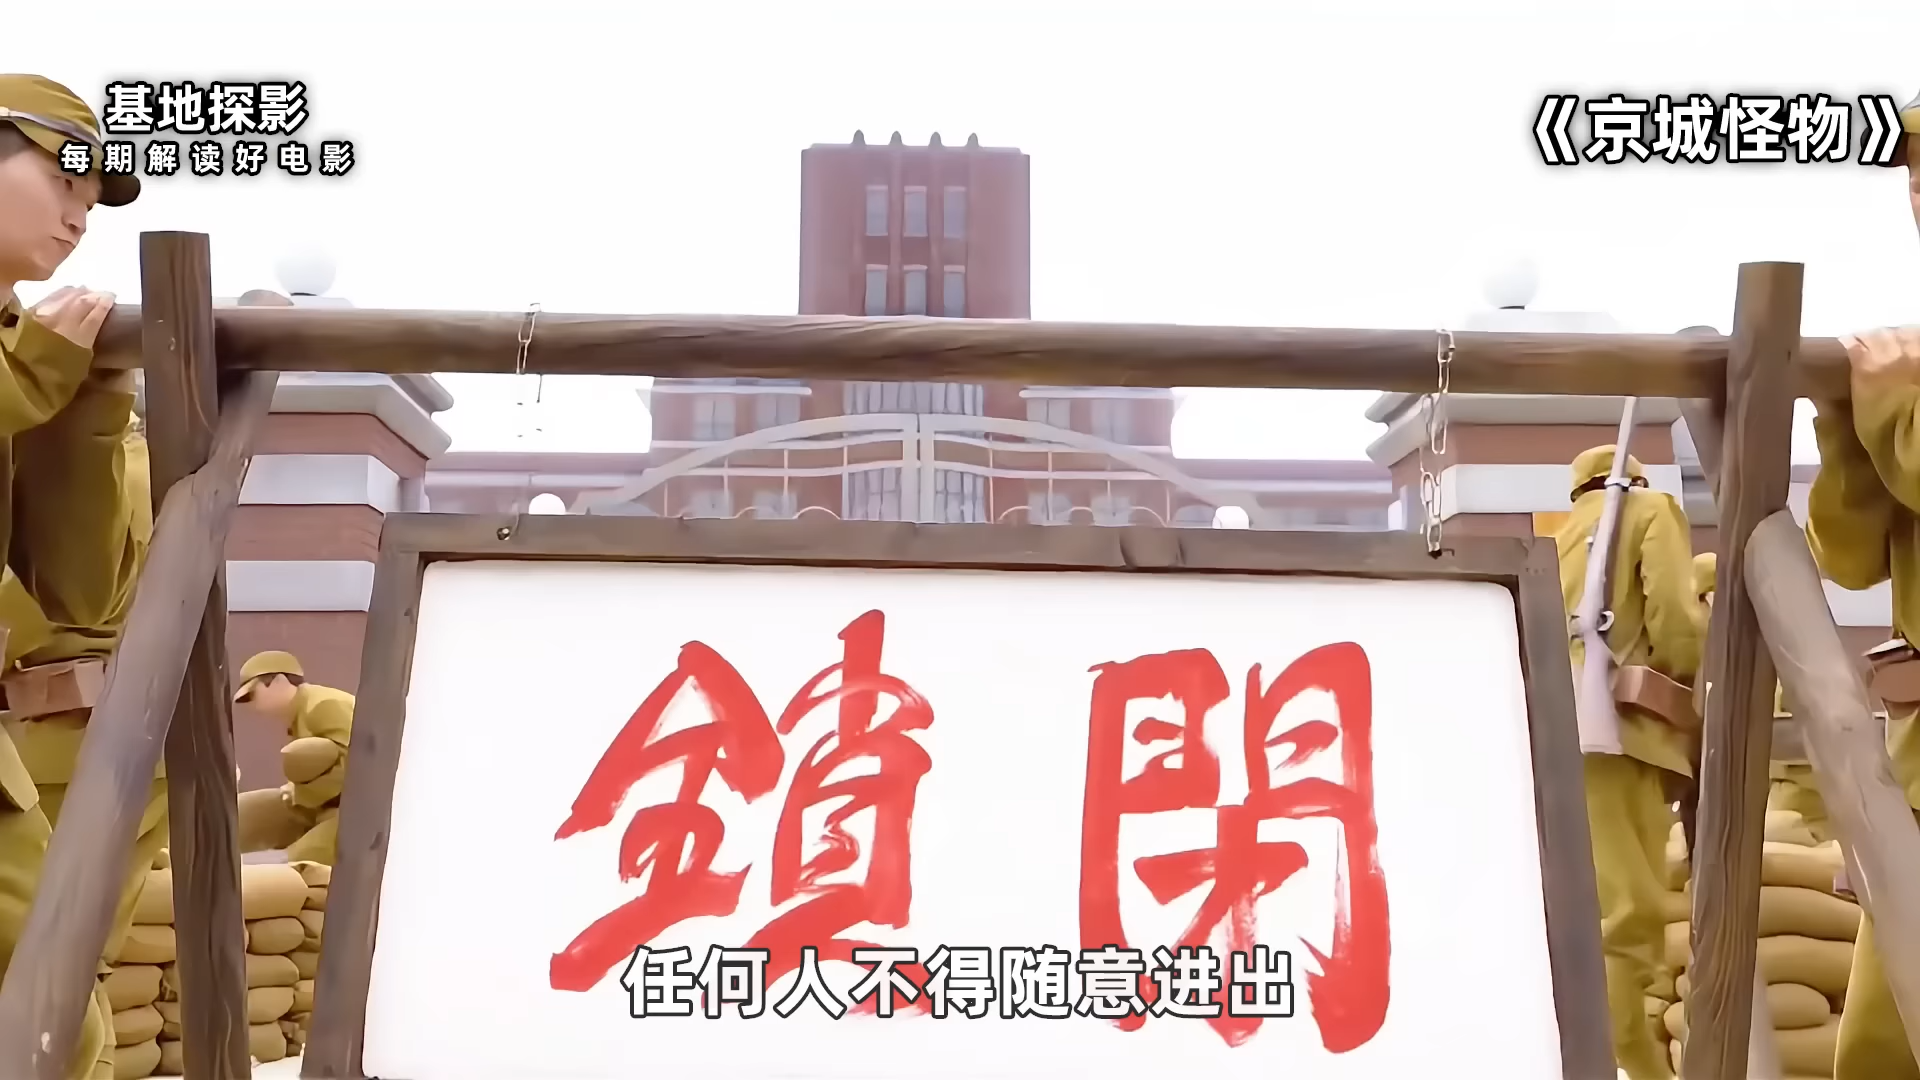 基地探影
每期解读好电影
《京城怪物》
鎖閉
任何人不得随意进出